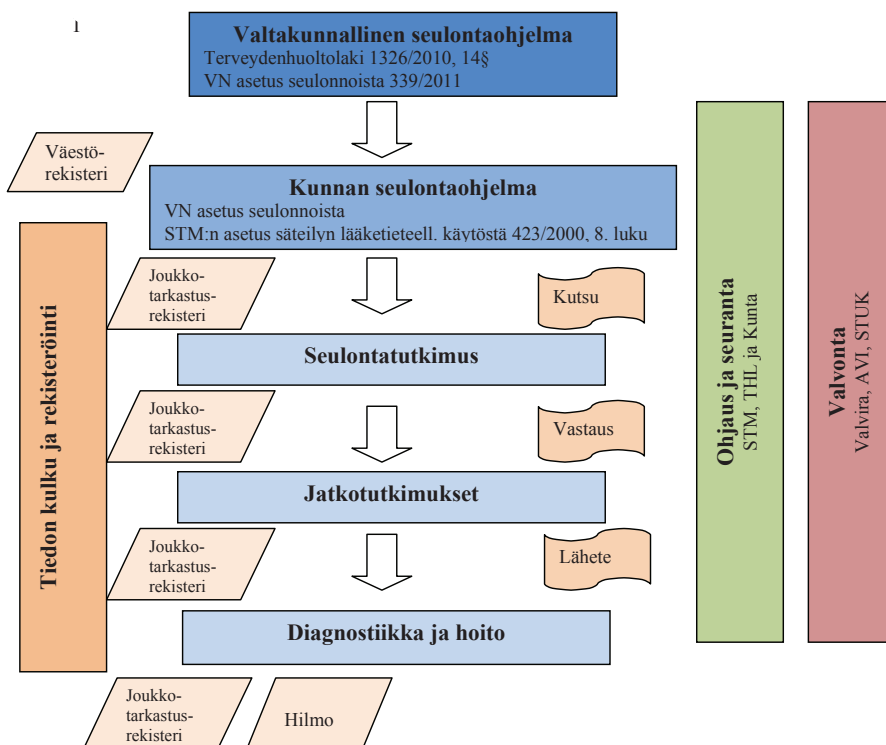 Valtakunnallinen seulontaohjelma
Terveydenhuoltolaki 1326/2010, 14§
VN asetus seulonnoista 339/2011
Väestö-
rekisteri
Kunnan seulontaohjelma
VN asetus seulonnoista
STM:n asetus säteilyn lääketieteell. käytöstä 423/2000, 8. luku
Joukko-
tarkastus-
rekisteri
Kutsu
Seulontatutkimus
Joukko-
tarkastus-
rekisteri
Vastaus
Jatkotutkimukset
Joukko-
tarkastus-
rekisteri
Lähete
Diagnostiikka ja hoito
Joukko-
tarkastus-
rekisteri
Hilmo
Tiedon kulku ja rekisteröinti
Ohjaus ja seuranta
STM, THL ja Kunta
Valvonta
Valvira, AVI, STUK